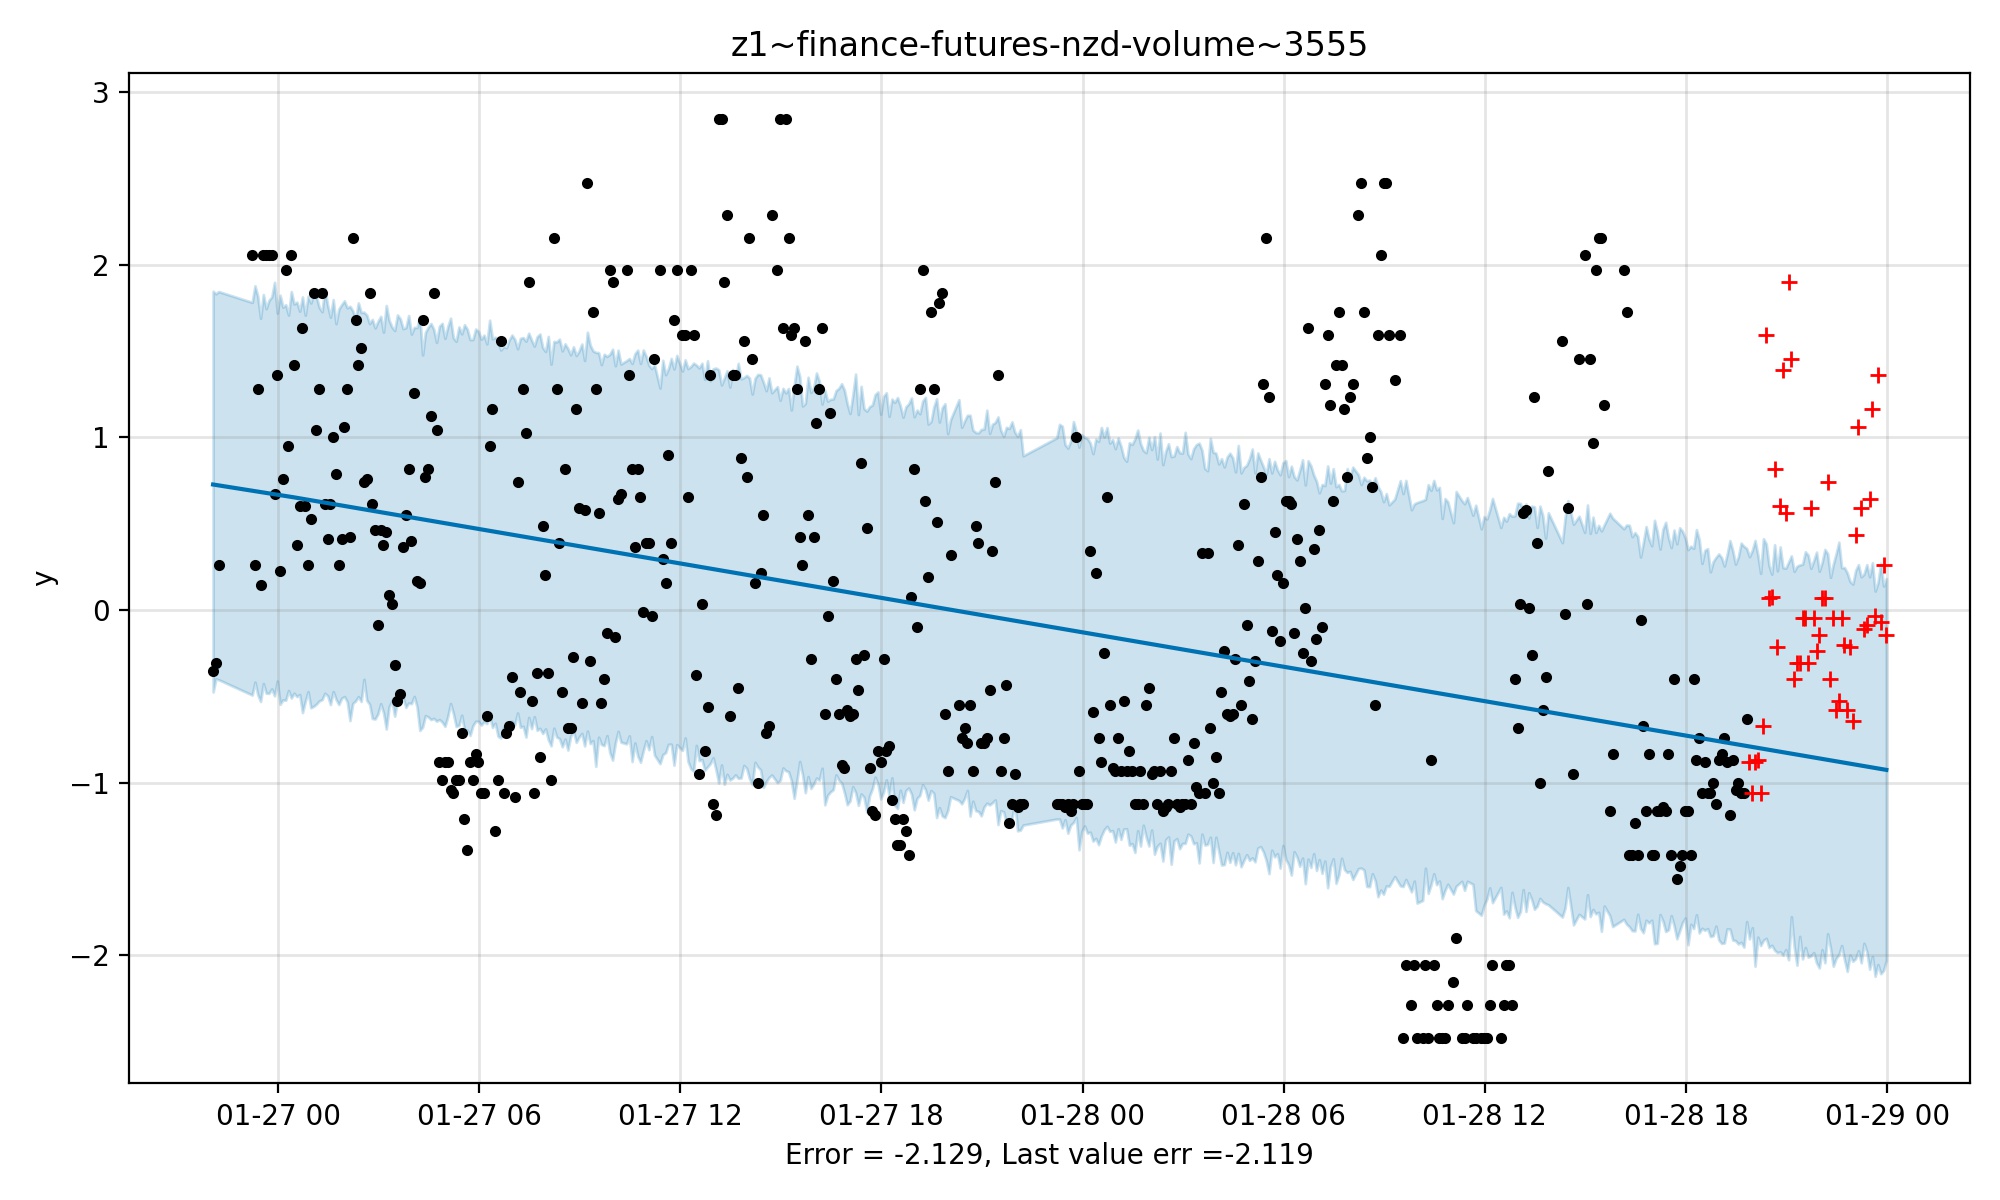 z1~finance-futures-nzd-volume~3555
3
2
1
0
−1
−2
y
01-27 00 01-27 06 01-27 12 01-27 18 01-28 00 01-28 06 01-28 12 01-28 18 01-29 00
Error = -2.129, Last value err =-2.119